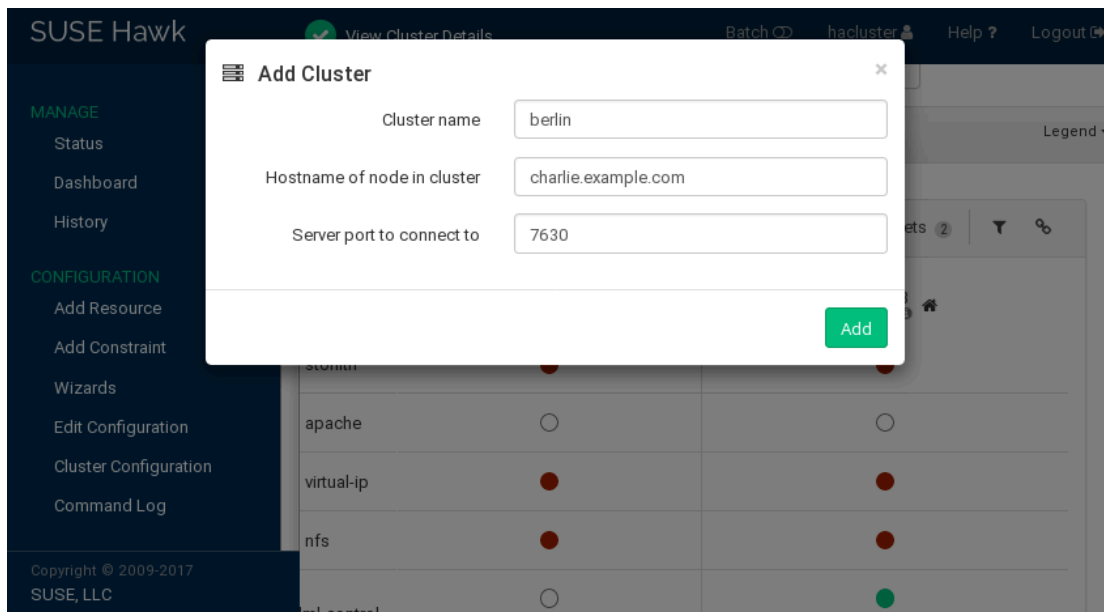 SUSE Hawk
View Cluster Details
Batch
hacluster
Help ?
Logout
Add Cluster
×
Cluster name
berlin
Hostname of node in cluster
charlie.example.com
Server port to connect to
7630
Add
MANAGE
Status
Dashboard
History
CONFIGURATION
Add Resource
Add Constraint
Wizards
Edit Configuration
Cluster Configuration
Command Log
Copyright © 2009-2017
SUSE, LLC
Legend
2
stonith
apache
virtual-ip
nfs